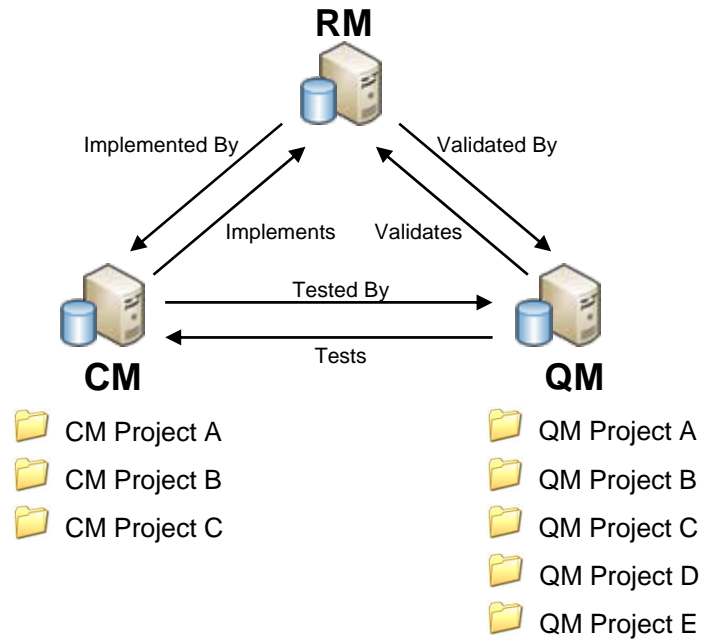 RM
Implemented By
Validated By
Implements
Validates
Tested By
Tests
CM
QM
CM Project A
CM Project B
CM Project C
QM Project A
QM Project B
QM Project C
QM Project D
QM Project E